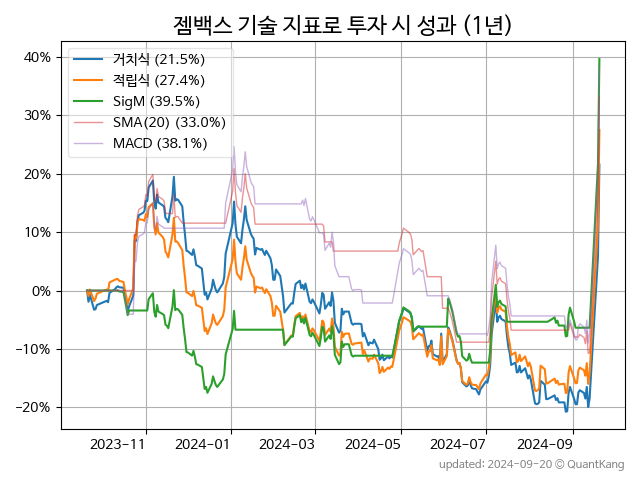 젬백스 기술 지표로 투자 시 성과 (1년)
거치식 (21.5%)
적립식 (27.4%)
SigM (39.5%)
SMA(20) (33.0%)
MACD (38.1%)
40%
30%
20%
10%
0%
−10%
−20%
2023-11 2024-01 2024-03 2024-05 2024-07 2024-09
updated: 2024-09-20 @ QuantKang